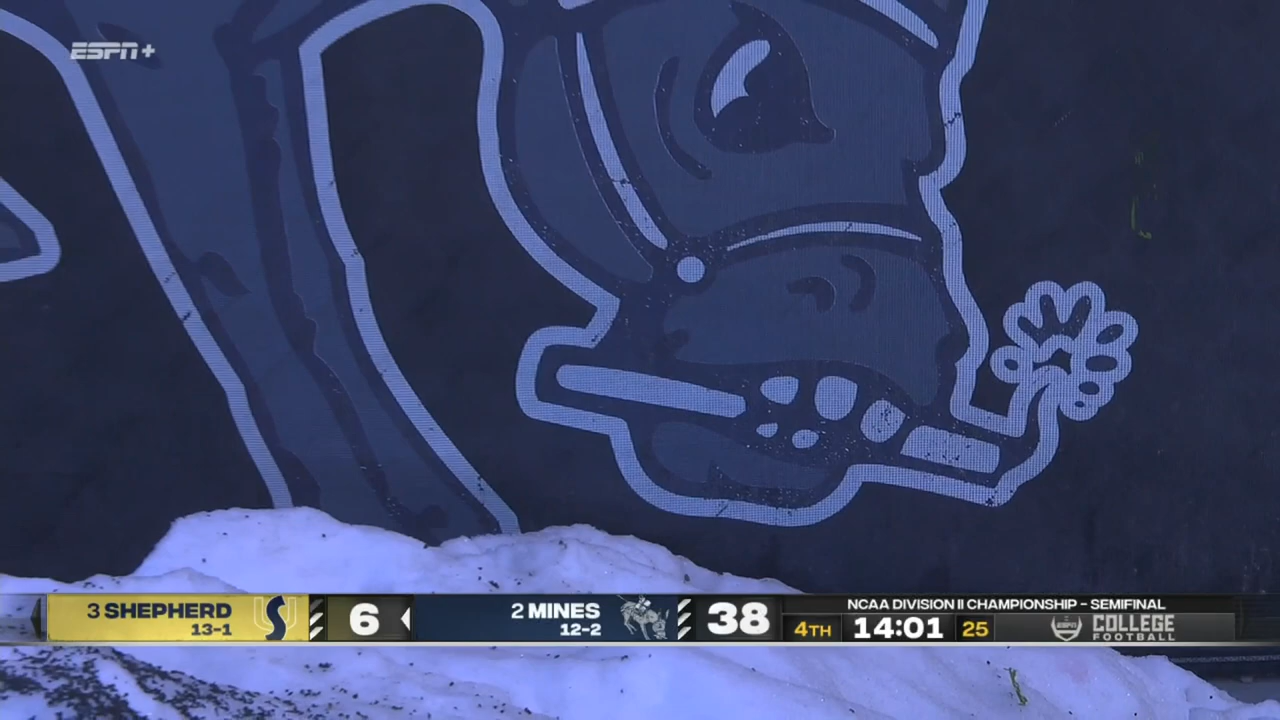 ESPN+
3 SHEPHERD
13-1
6
2 MINES
12-2
38
NCAA DIVISION II CHAMPIONSHIP - SEMIFINAL
4TH
14:01
25
ESPN
COLLEGE
FOOTBALL